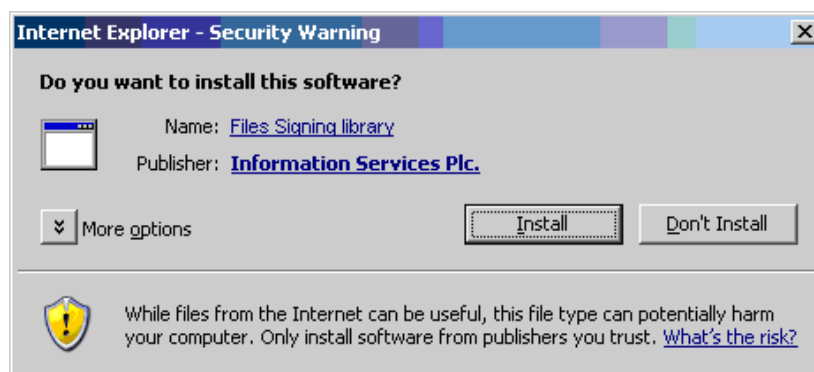 Internet Explorer - Security Warning
Do you want to install this software?
Name: Files Signing library
Publisher: Information Services Plc.
More options
Install
Don't Install
While files from the Internet can be useful, this file type can potentially harm
your computer. Only install software from publishers you trust. What's the risk?